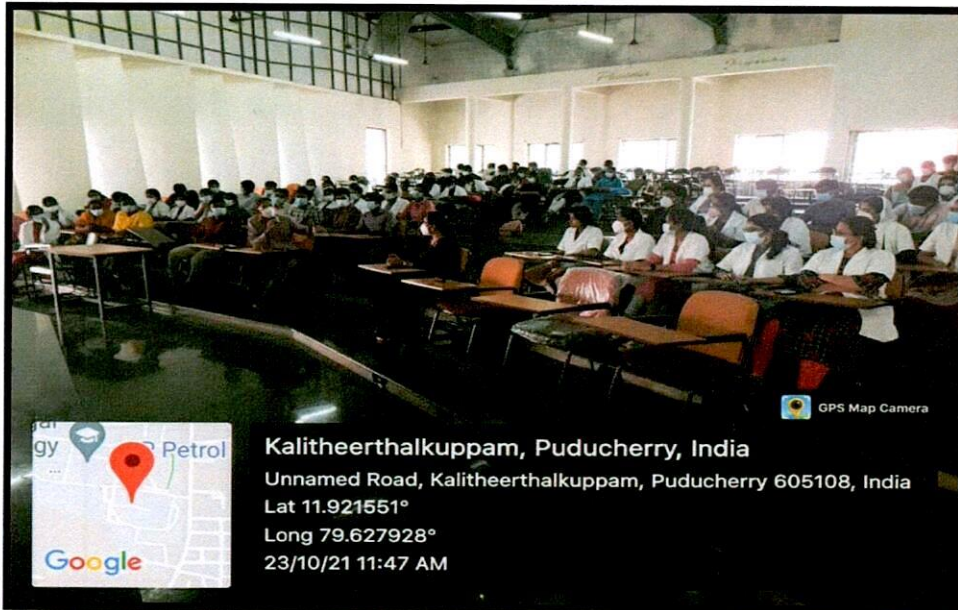 GPS Map Camera
gy
Petrol
...
Google
Kalitheerthalkuppam, Puducherry, India
Unnamed Road, Kalitheerthalkuppam, Puducherry 605108, India
Lat 11.921551°
Long 79.627928°
23/10/21 11:47 AM